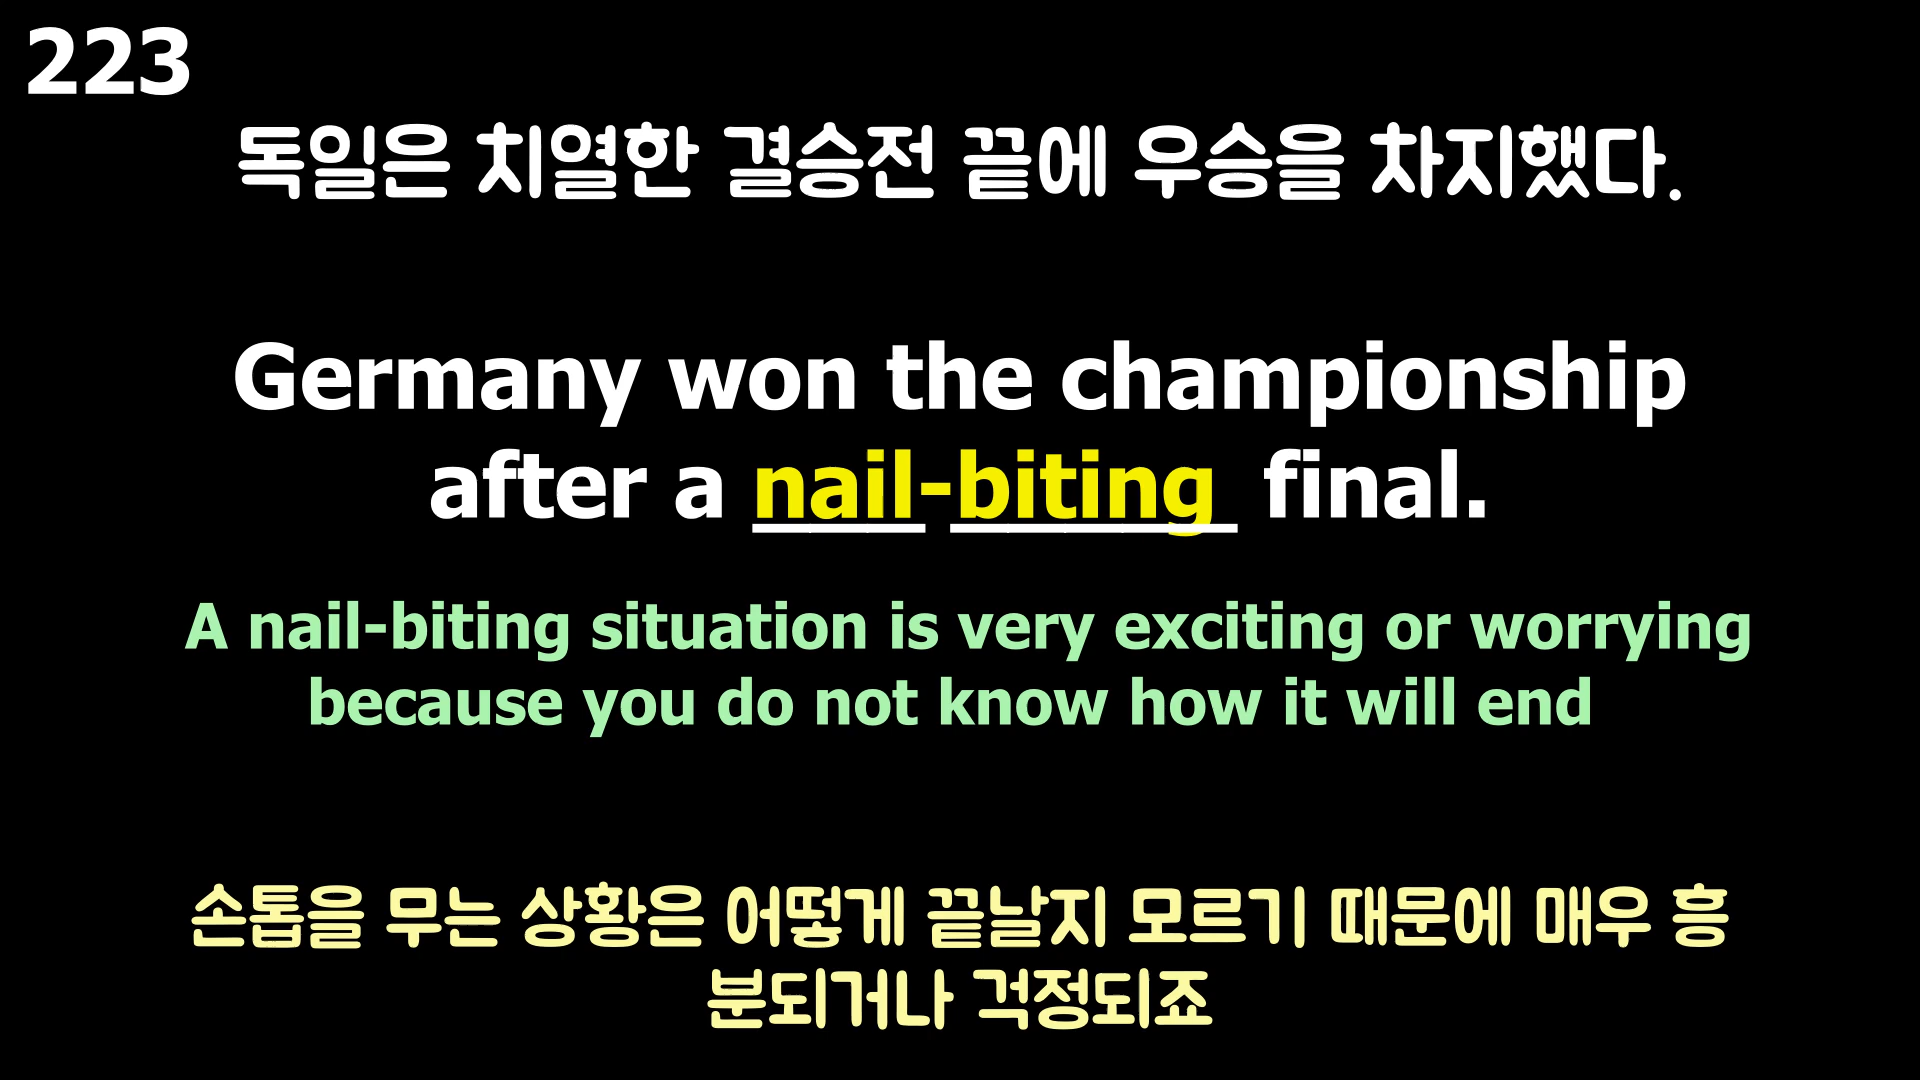 223
독일은 치열한 결승전 끝에 우승을 차지했다.
Germany won the championship
after a nail-biting final.
A nail-biting situation is very exciting or worrying
because you do not know how it will end
손톱을 무는 상황은 어떻게 끝날지 모르기 때문에 매우 흥
분되거나 걱정되죠